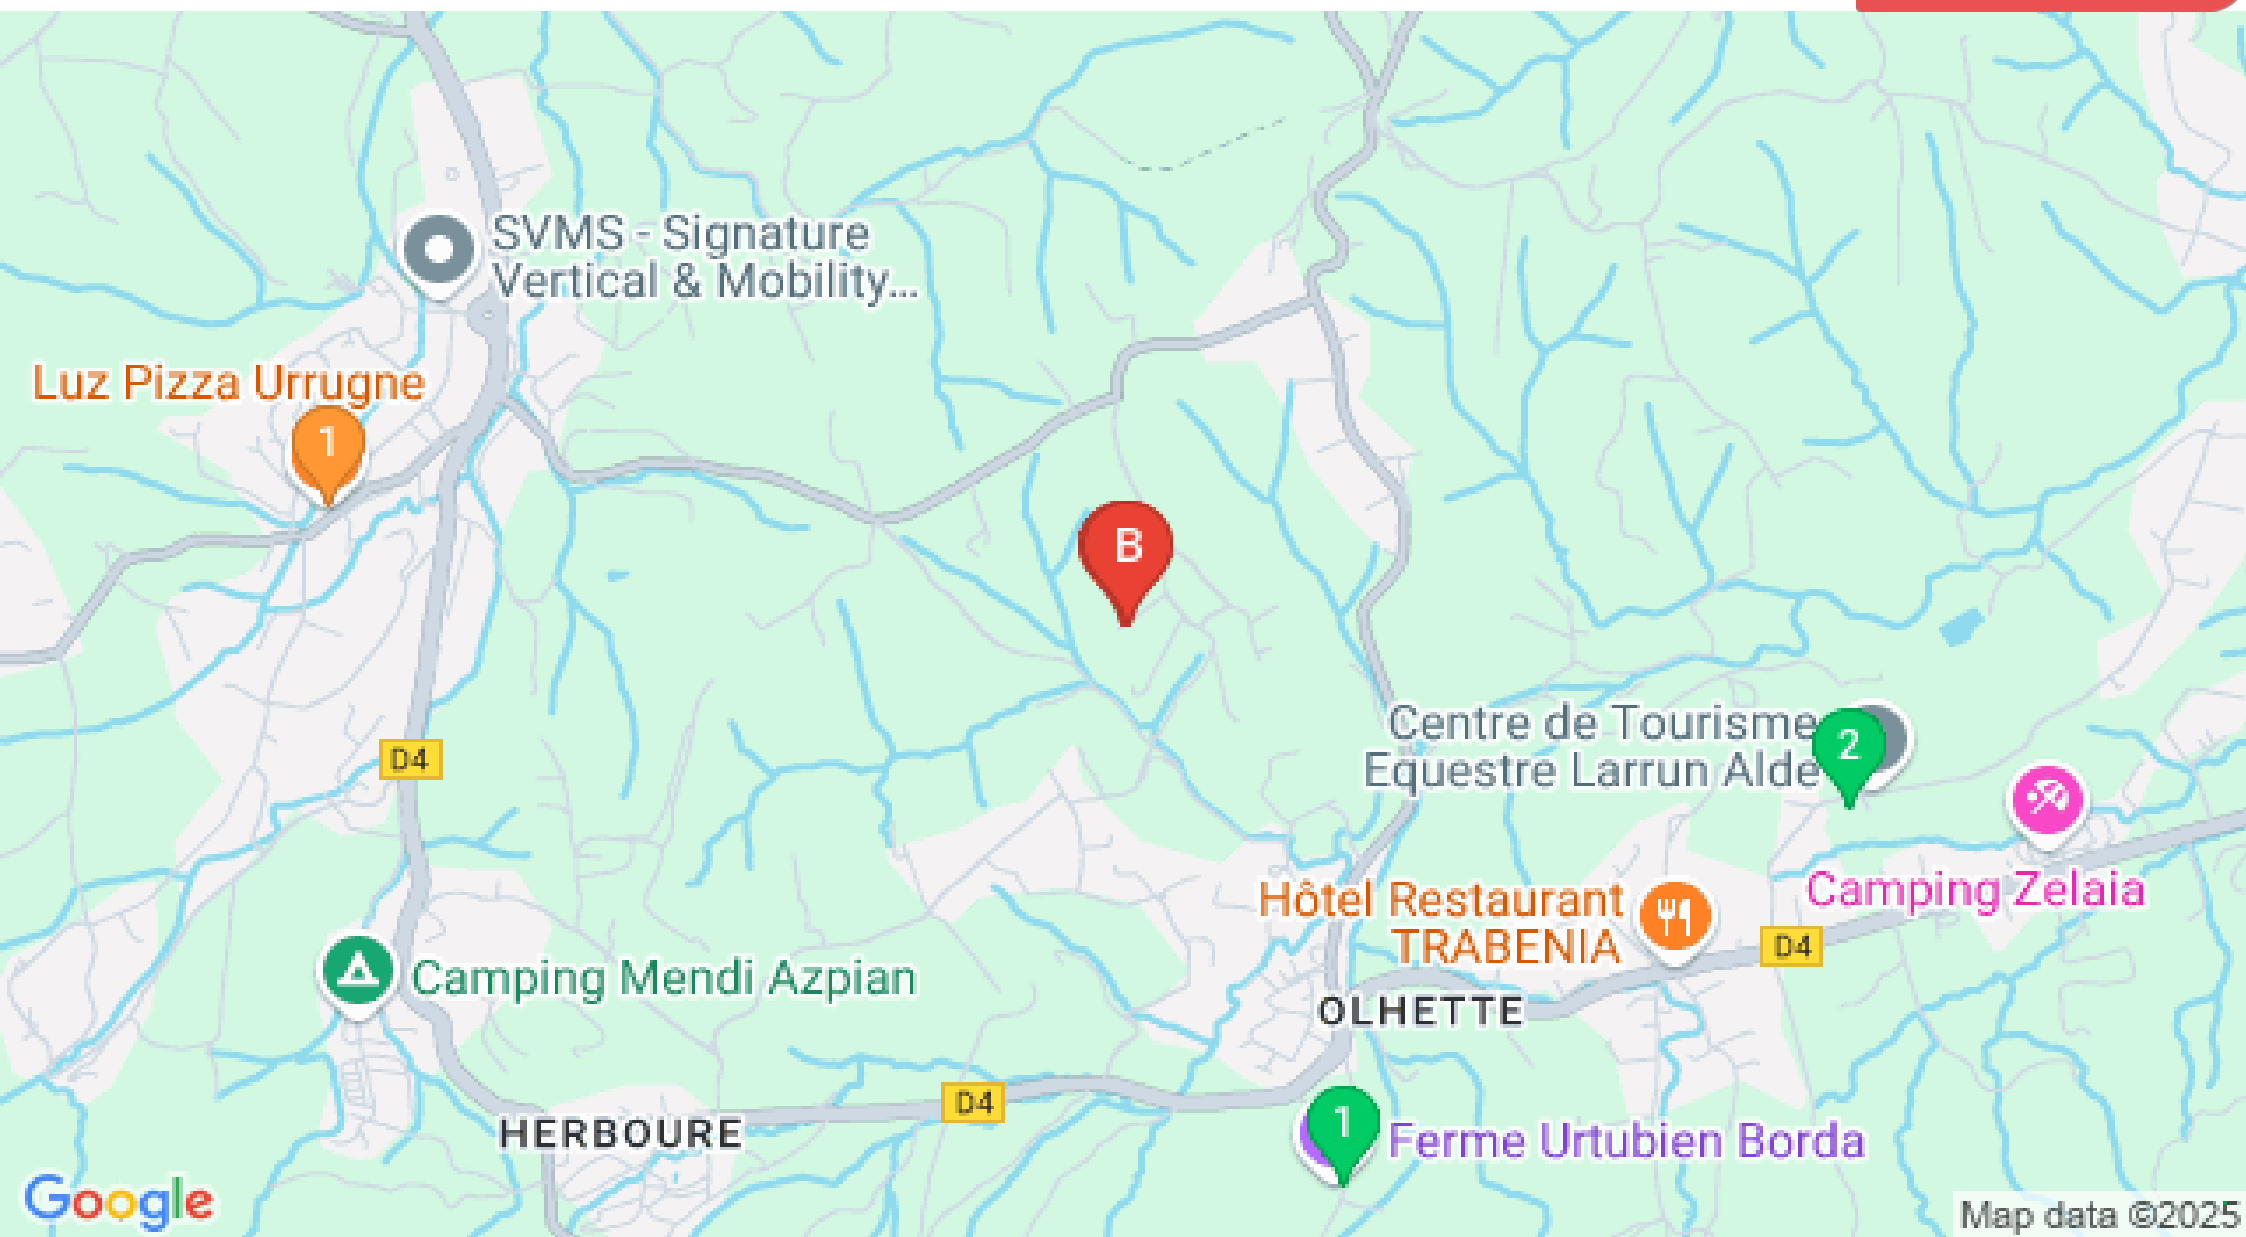 SVMS - Signature
Vertical & Mobility...
Luz Pizza Urrugne
1
B
Centre de Tourisme
Equestre Larrun Alde
2
D4
Hôtel Restaurant
TRABENIA
Camping Zelaia
D4
Camping Mendi Azpian
OLHETTE
D4
HERBOURE
1
Ferme Urtubien Borda
Google
Map data ©2025